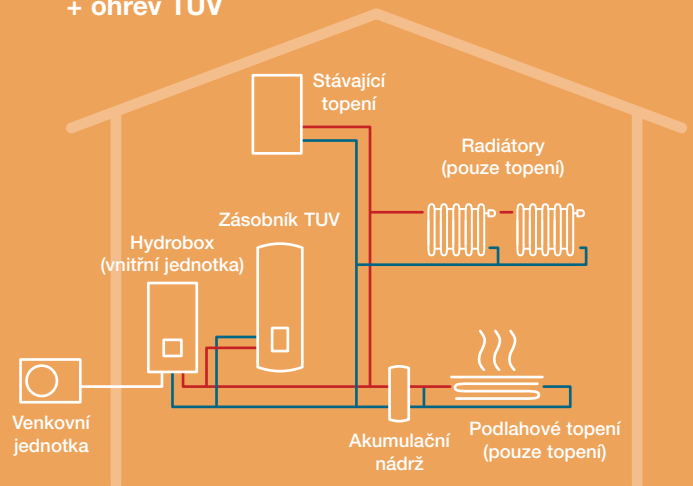 + ohřev TUV
Stávající
topení
Radiátory
(pouze topení)
Zásobník TUV
Hydrobox
(vnitřní jednotka)
Venkovní
jednotka
Akumulační
nádrž
Podlahové topení
(pouze topení)